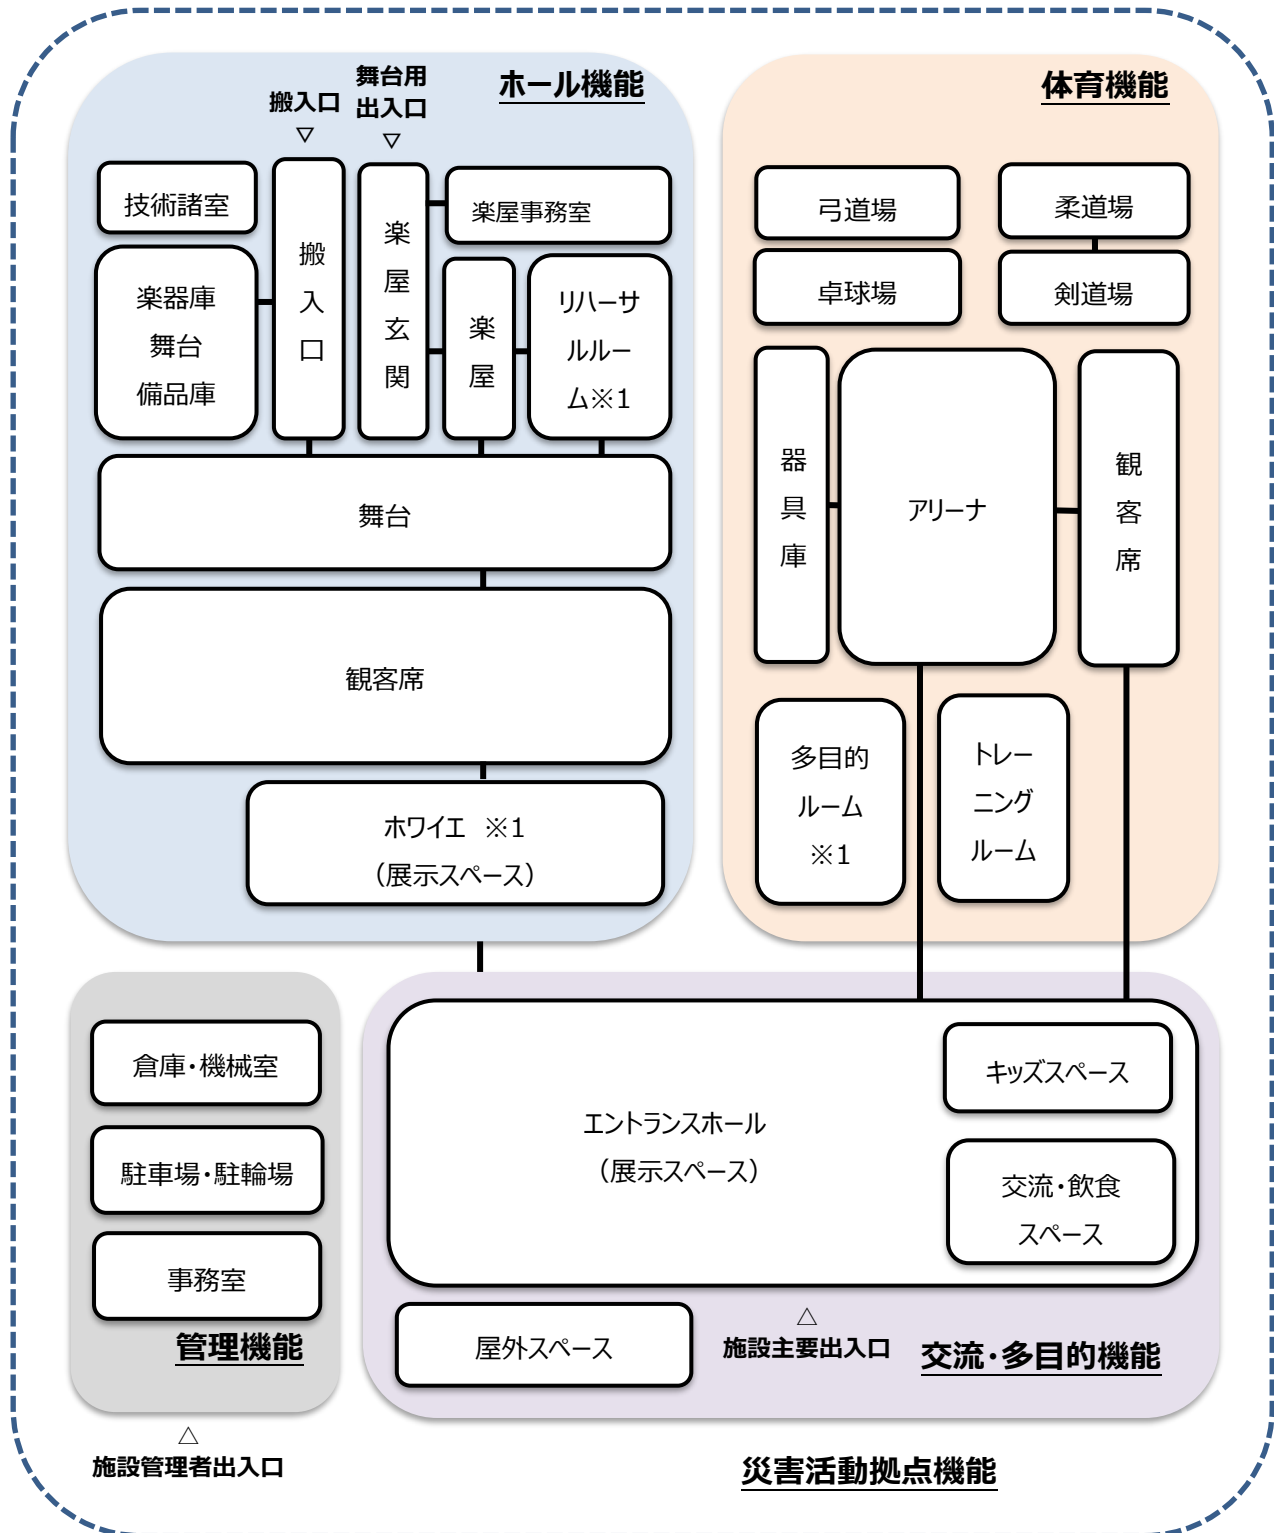 ホール機能
舞台用
出入口
▽
搬入口
▽
技術諸室
楽器庫
舞台
備品庫
搬
入
口
楽
屋
玄
関
楽屋事務室
楽
屋
リハーサ
ルルー
ム※1
舞台
観客席
ホワイエ ※1
（展示スペース）
体育機能
弓道場
柔道場
卓球場
剣道場
器
具
庫
アリーナ
観
客
席
多目的
ルーム
※1
トレー
ニング
ルーム
倉庫・機械室
駐車場・駐輪場
事務室
管理機能
△
施設管理者出入口
エントランスホール
（展示スペース）
キッズスペース
交流・飲食
スペース
屋外スペース
△
施設主要出入口
交流・多目的機能
災害活動拠点機能